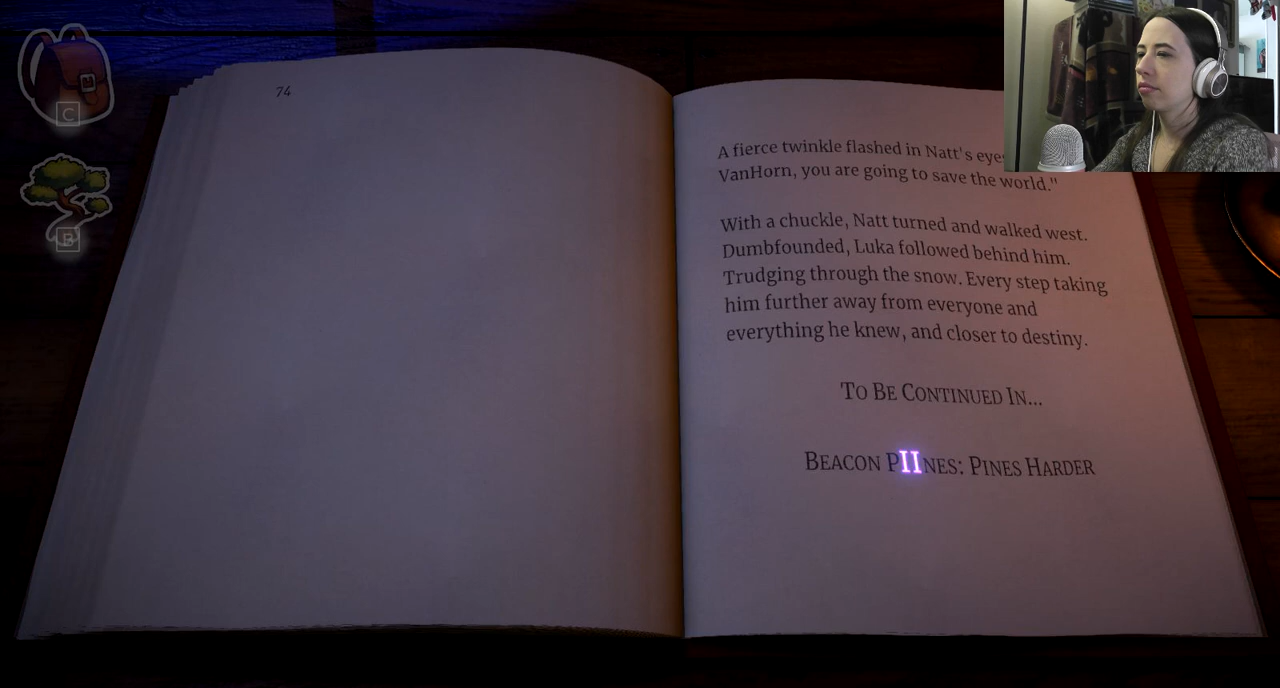 C
B
74
A fierce twinkle flashed in Natt's eyes
VanHorn, you are going to save the world."
With a chuckle, Natt turned and walked west.
Dumbfounded, Luka followed behind him.
Trudging through the snow. Every step taking
him further away from everyone and
everything he knew, and closer to destiny.
To Be Continued In...
Beacon PIInes: Pines Harder